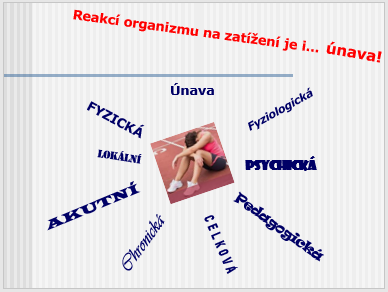 Reakcí organizmu na zatížení je i... únava!
Únava
FYZICKÁ
Fyziologická
LOKÁLNÍ
PSYCHICKÁ
AKUTNÍ
Pedagogická
Chronická
CELKOVÁ